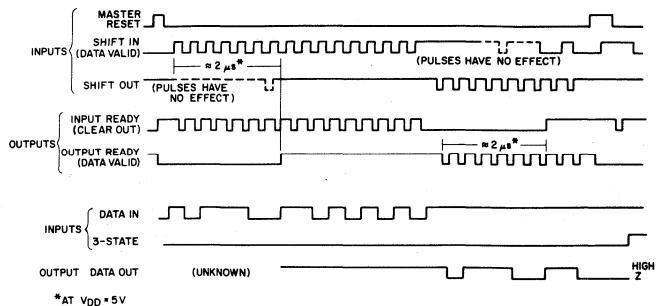 MASTER
RESET
INPUTS
SHIFT IN
(DATA VALID)
(PULSES HAVE NO EFFECT)
≈ 2 μs*
SHIFT OUT
(PULSES HAVE
NO EFFECT)
INPUT READY
(CLEAR OUT)
OUTPUTS
≈ 2 μs*
OUTPUT READY
(DATA VALID)
DATA IN
INPUTS
3-STATE
OUTPUT DATA OUT
(UNKNOWN)
HIGH
Z
*AT VDD = 5V